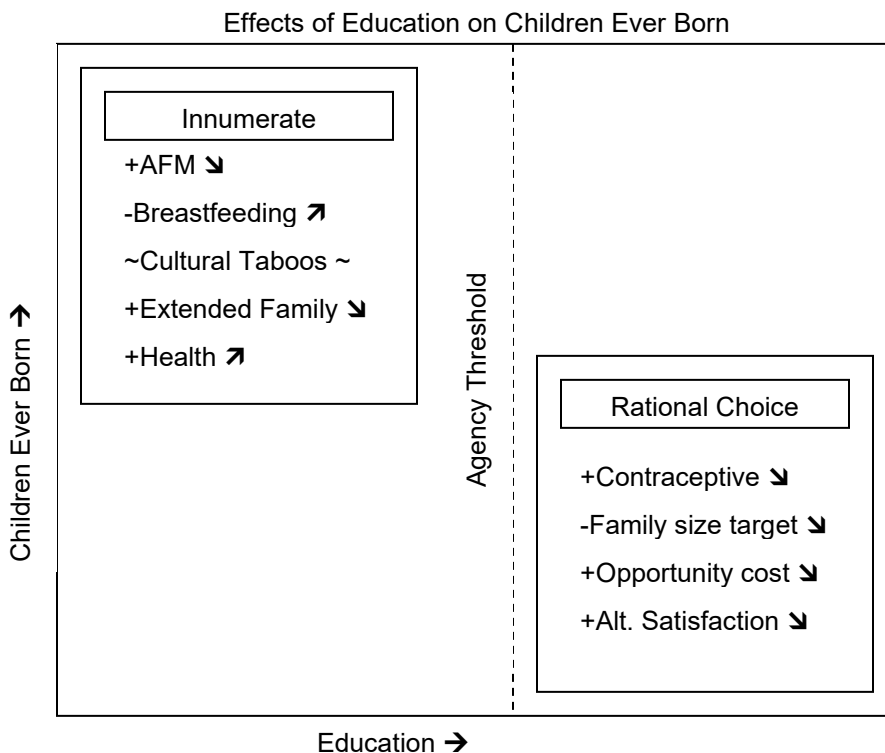 Effects of Education on Children Ever Born
Innumerate
+AFM ↘
-Breastfeeding ↗
~Cultural Taboos ~
+Extended Family ↘
+Health ↗
Agency Threshold
Rational Choice
+Contraceptive ↘
-Family size target ↘
+Opportunity cost ↘
+Alt. Satisfaction ↘
Children Ever Born →
Education →